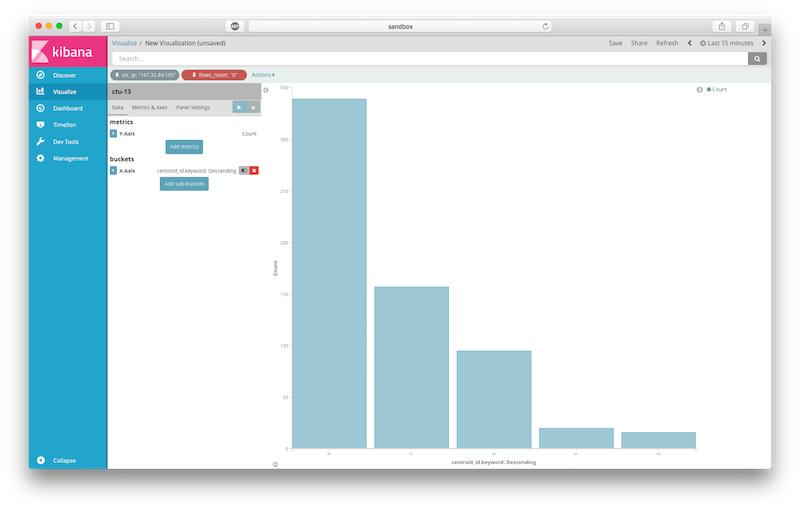 sandbox
kibana
Visualize / New Visualization (unsaved)
Save Share Refresh Last 15 minutes
Search...
src_ip: "147.32.84.165" flows_count: "0" Actions
Discover
Visualize
Dashboard
Timelion
Dev Tools
Management
Collapse
ctu-13
Data Metrics & Axes Panel Settings
metrics
Y-Axis Count
Add metrics
buckets
X-Axis centroid_id.keyword: Descending
Add sub-buckets
Count
350
300
250
200
150
100
50
0
Count
centroid_id.keyword: Descending